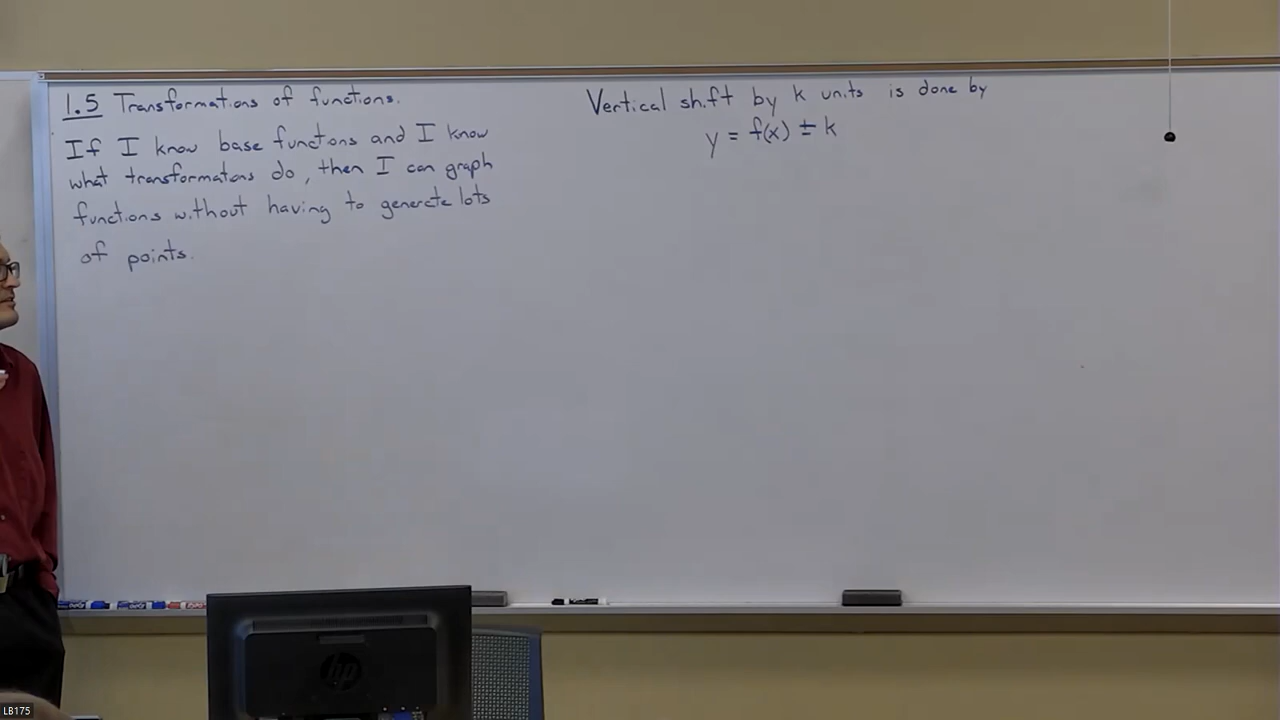 1.5 Transformations of functions.
If I know base functions and I know
what transformations do, then I can graph
functions without having to generate lots
of points.
Vertical shift by k units is done by
y = f(x) ± k
hp
LB175